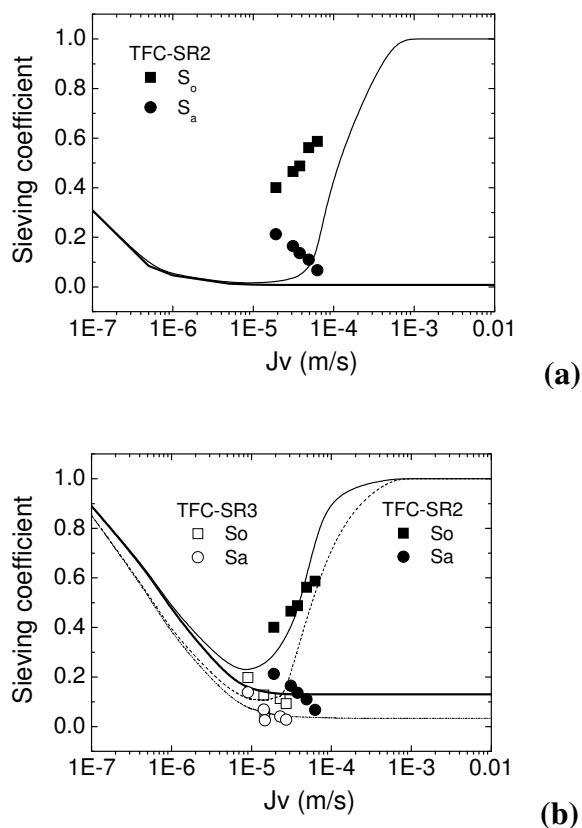 1.0
0.8
0.6
0.4
0.2
0.0
Sieving coefficient
TFC-SR2
S_o
S_a
1E-7 1E-6 1E-5 1E-4 1E-3 0.01
Jv (m/s)
(a)
1.0
0.8
0.6
0.4
0.2
0.0
Sieving coefficient
TFC-SR3
So
Sa
TFC-SR2
So
Sa
1E-7 1E-6 1E-5 1E-4 1E-3 0.01
Jv (m/s)
(b)